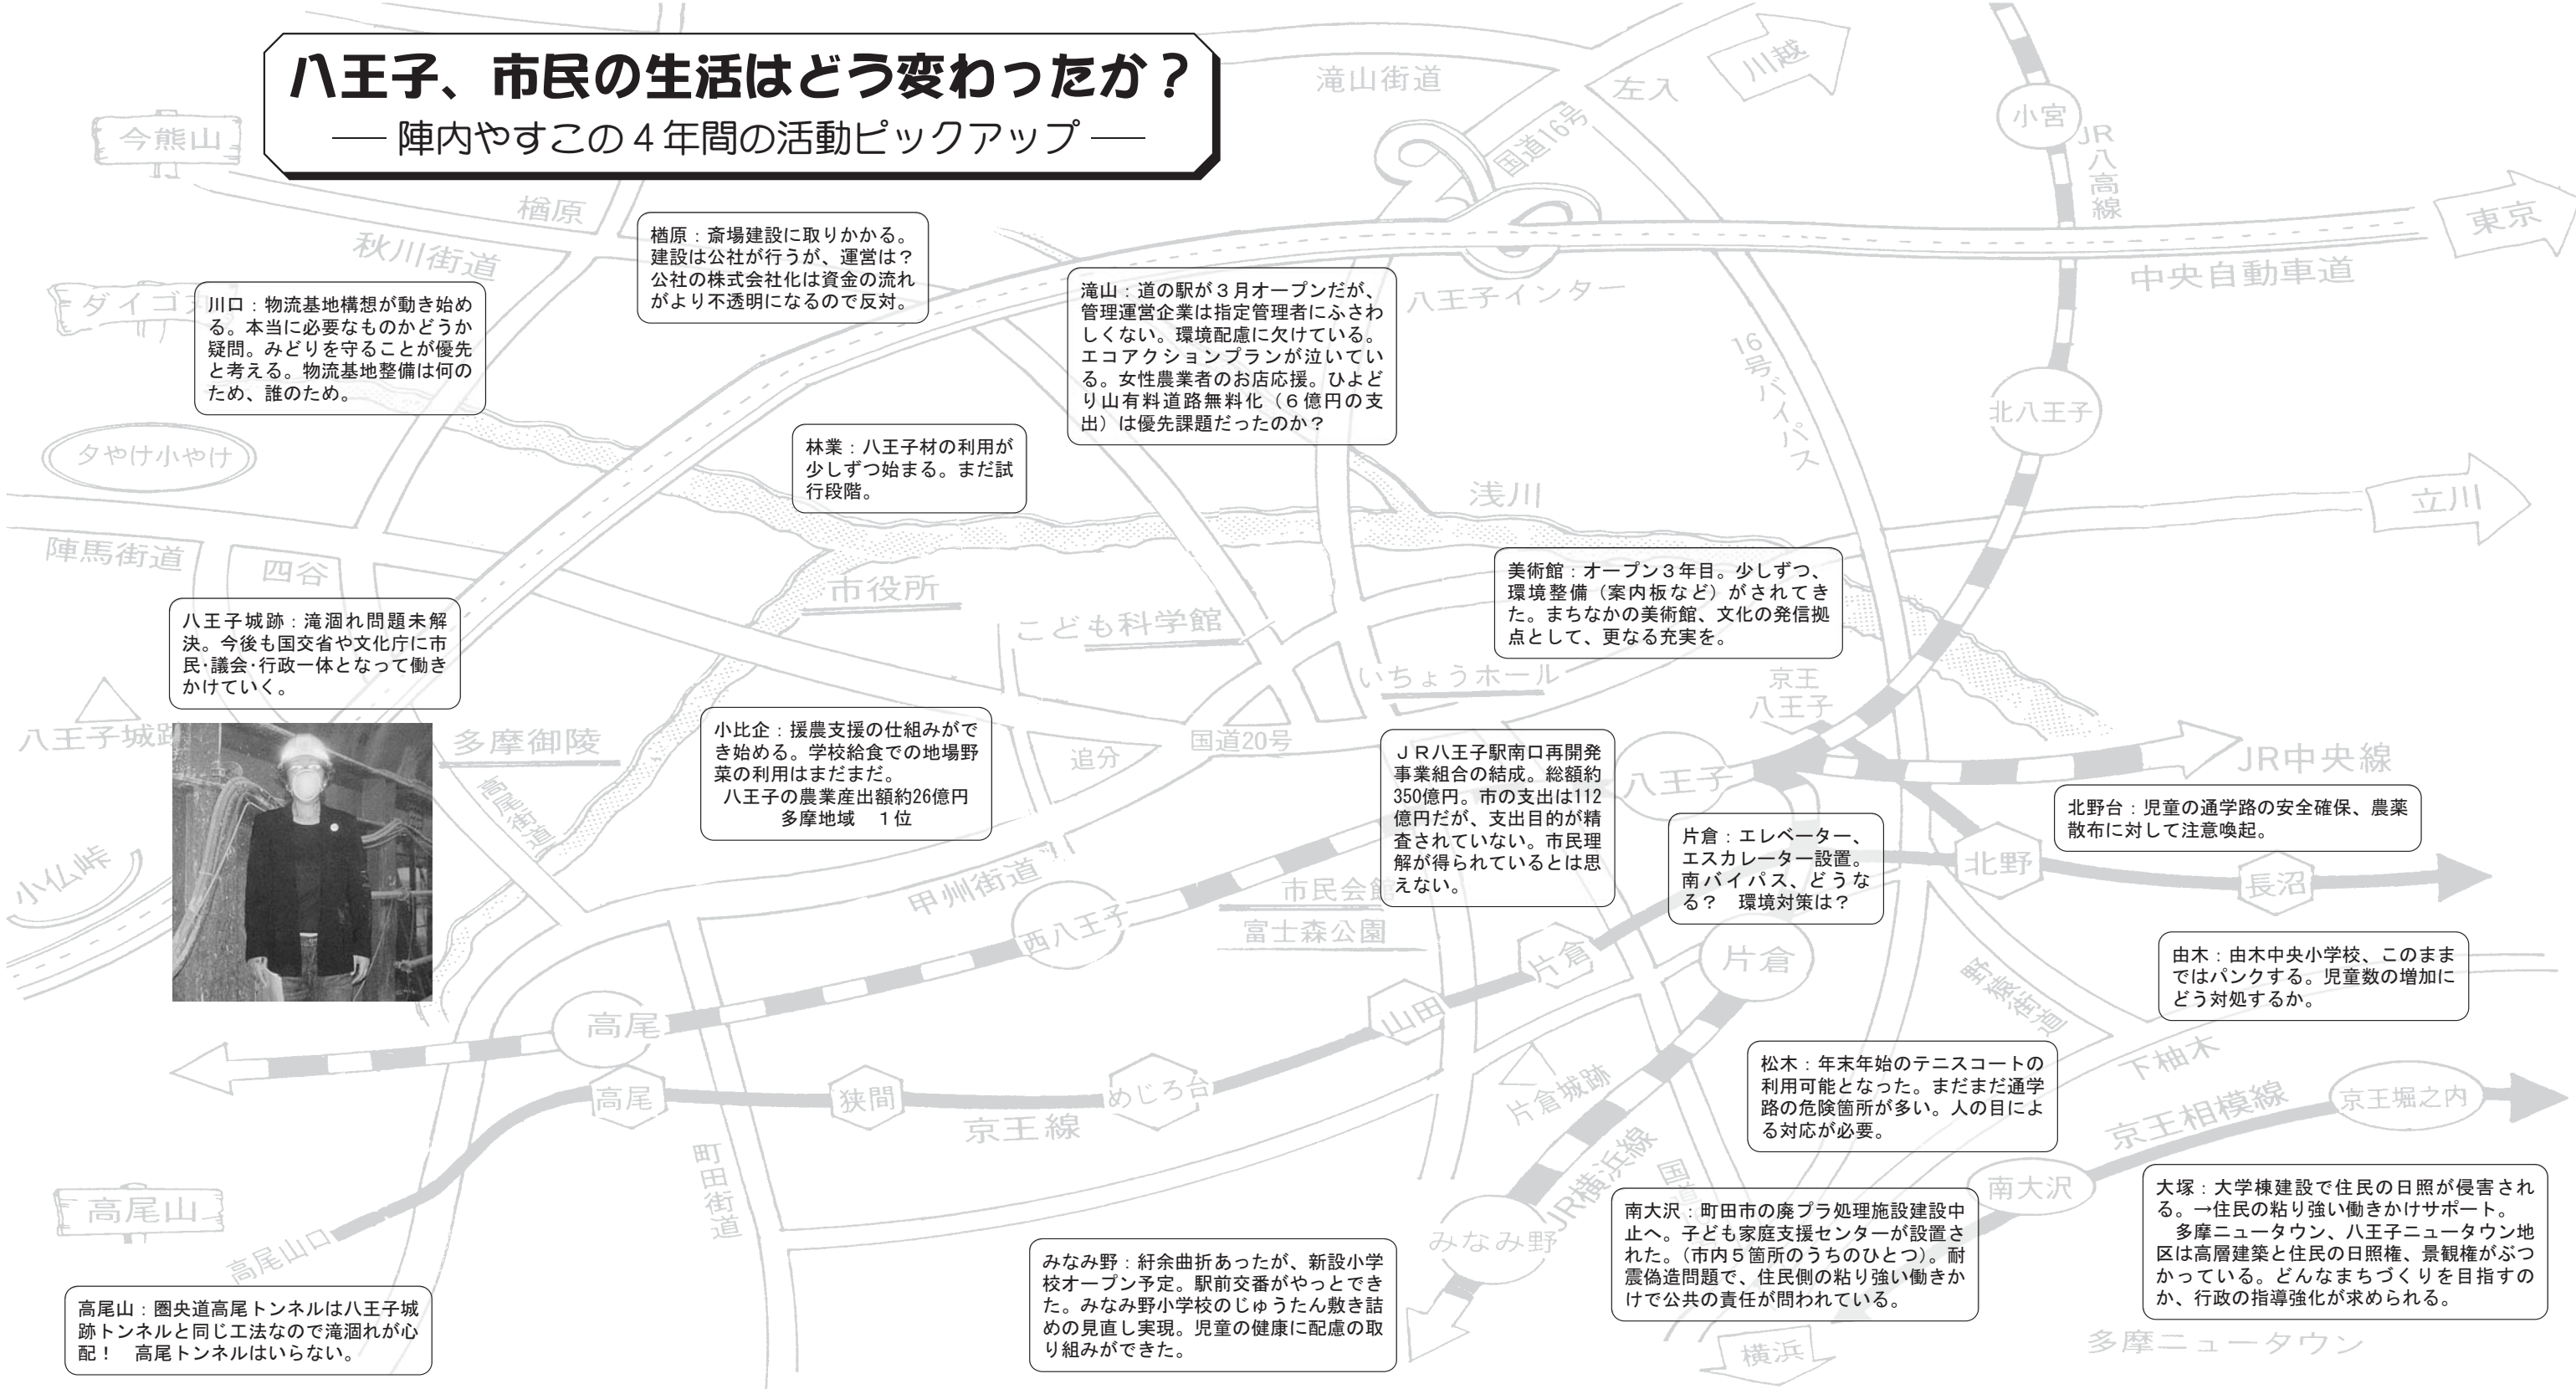 八王子、市民の生活はどう変わったか？
― 陣内やすこの４年間の活動ピックアップ ―
今熊山
楢原
秋川街道
滝山街道
左入
川越
国道16号
小宮
JR八高線
東京
中央自動車道
八王子インター
16号バイパス
北八王子
ダイゴ
川口：物流基地構想が動き始め
る。本当に必要なものかどうか
疑問。みどりを守ることが優先
と考える。物流基地整備は何の
ため、誰のため。
楢原：斎場建設に取りかかる。
建設は公社が行うが、運営は？
公社の株式会社化は資金の流れ
がより不透明になるので反対。
滝山：道の駅が３月オープンだが、
管理運営企業は指定管理者にふさわ
しくない。環境配慮に欠けている。
エコアクションプランが泣いてい
る。女性農業者のお店応援。ひよど
り山有料道路無料化（６億円の支
出）は優先課題だったのか？
林業：八王子材の利用が
少しずつ始まる。まだ試
行段階。
夕やけ小やけ
陣馬街道
四谷
浅川
立川
市役所
こども科学館
いちょうホール
京王
八王子
美術館：オープン３年目。少しずつ、
環境整備（案内板など）がされてき
た。まちなかの美術館、文化の発信拠
点として、更なる充実を。
八王子城跡：滝涸れ問題未解
決。今後も国交省や文化庁に市
民･議会･行政一体となって働き
かけていく。
八王子城跡
多摩御陵
高尾街道
追分
国道20号
小比企：援農支援の仕組みがで
き始める。学校給食での地場野
菜の利用はまだまだ。
八王子の農業産出額約26億円
多摩地域　１位
ＪＲ八王子駅南口再開発
事業組合の結成。総額約
350億円。市の支出は112
億円だが、支出目的が精
査されていない。市民理
解が得られているとは思
えない。
八王子
JR中央線
北野台：児童の通学路の安全確保、農薬
散布に対して注意喚起。
片倉：エレベーター、
エスカレーター設置。
南バイパス、どうな
る？　環境対策は？
北野
長沼
小仏峠
甲州街道
西八王子
市民会館
富士森公園
片倉
片倉
山田
野猿街道
由木：由木中央小学校、このまま
ではパンクする。児童数の増加に
どう対処するか。
高尾
高尾
狭間
めじろ台
京王線
町田街道
片倉城跡
JR横浜線
国道
松木：年末年始のテニスコートの
利用可能となった。まだまだ通学
路の危険箇所が多い。人の目によ
る対応が必要。
下柚木
京王相模線
京王堀之内
南大沢
高尾山
高尾山口
みなみ野
高尾山：圏央道高尾トンネルは八王子城
跡トンネルと同じ工法なので滝涸れが心
配！　高尾トンネルはいらない。
みなみ野：紆余曲折あったが、新設小学
校オープン予定。駅前交番がやっとでき
た。みなみ野小学校のじゅうたん敷き詰
めの見直し実現。児童の健康に配慮の取
り組みができた。
南大沢：町田市の廃プラ処理施設建設中
止へ。子ども家庭支援センターが設置さ
れた。（市内５箇所のうちのひとつ）。耐
震偽造問題で、住民側の粘り強い働きか
けで公共の責任が問われている。
大塚：大学棟建設で住民の日照が侵害され
る。→住民の粘り強い働きかけサポート。
多摩ニュータウン、八王子ニュータウン地
区は高層建築と住民の日照権、景観権がぶつ
かっている。どんなまちづくりを目指すの
か、行政の指導強化が求められる。
横浜
多摩ニュータウン